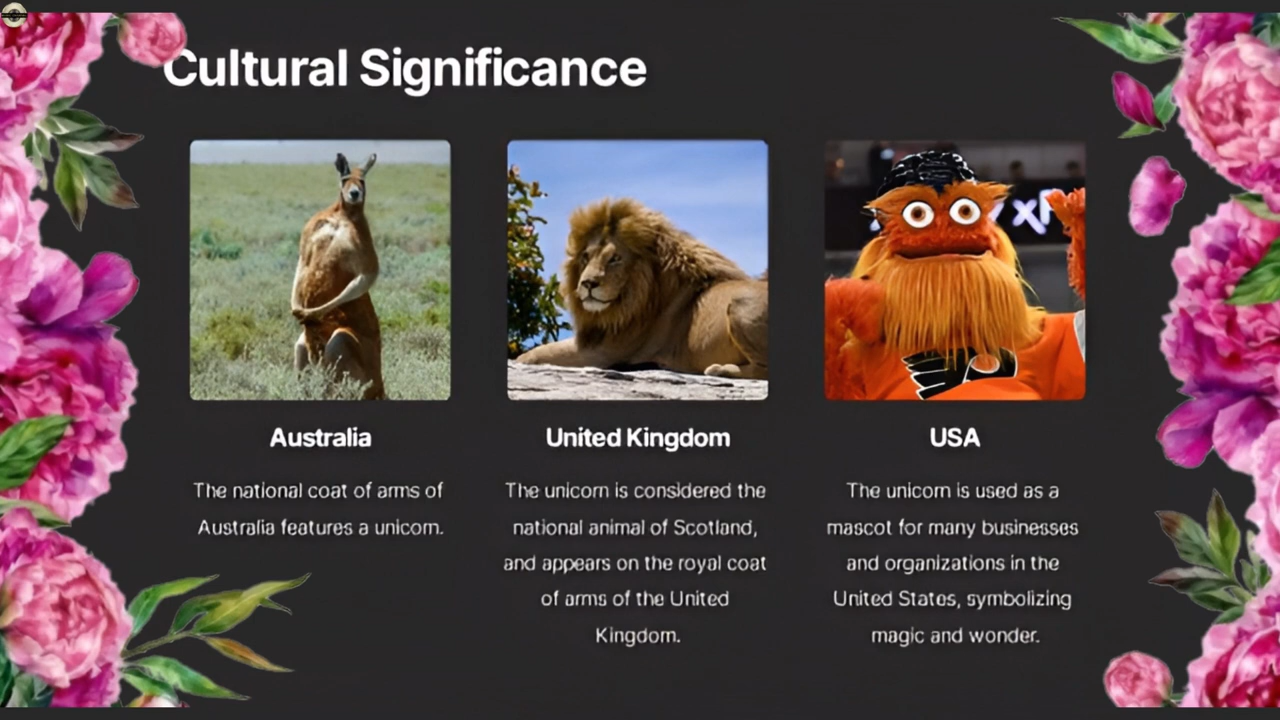 Cultural Significance
Australia
The national coat of arms of
Australia features a unicorn.
United Kingdom
The unicorn is considered the
national animal of Scotland,
and appears on the royal coat
of arms of the United
Kingdom.
USA
The unicorn is used as a
mascot for many businesses
and organizations in the
United States, symbolizing
magic and wonder.